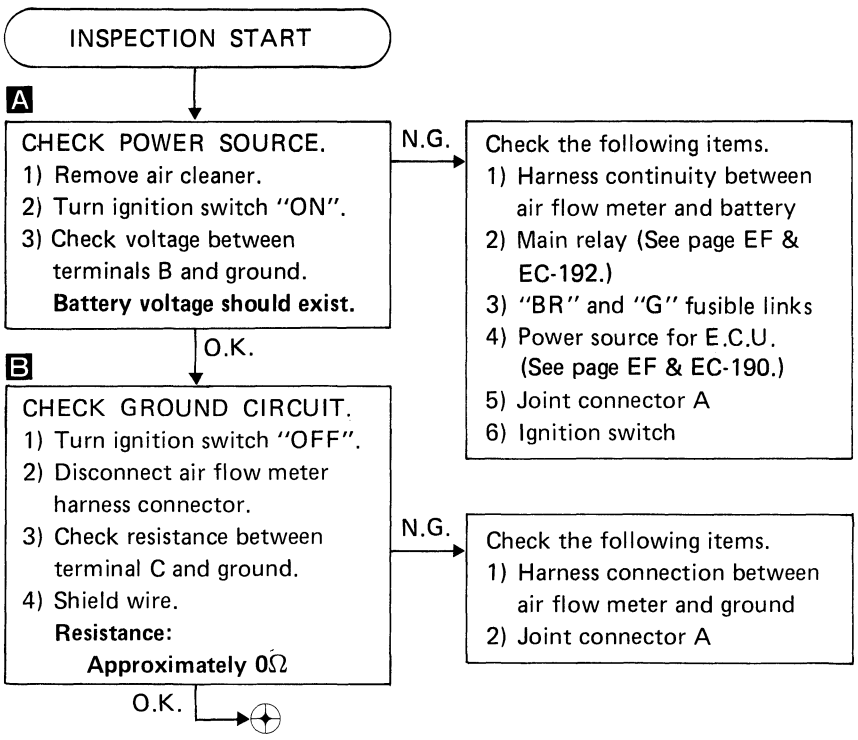 INSPECTION START
A
CHECK POWER SOURCE.
1) Remove air cleaner.
2) Turn ignition switch "ON".
3) Check voltage between
terminals B and ground.
Battery voltage should exist.
N.G.
Check the following items.
1) Harness continuity between
air flow meter and battery
2) Main relay (See page EF &
EC-192.)
3) "BR" and "G" fusible links
4) Power source for E.C.U.
(See page EF & EC-190.)
5) Joint connector A
6) Ignition switch
O.K.
B
CHECK GROUND CIRCUIT.
1) Turn ignition switch "OFF".
2) Disconnect air flow meter
harness connector.
3) Check resistance between
terminal C and ground.
4) Shield wire.
Resistance:
Approximately 0Ω
N.G.
Check the following items.
1) Harness connection between
air flow meter and ground
2) Joint connector A
O.K.